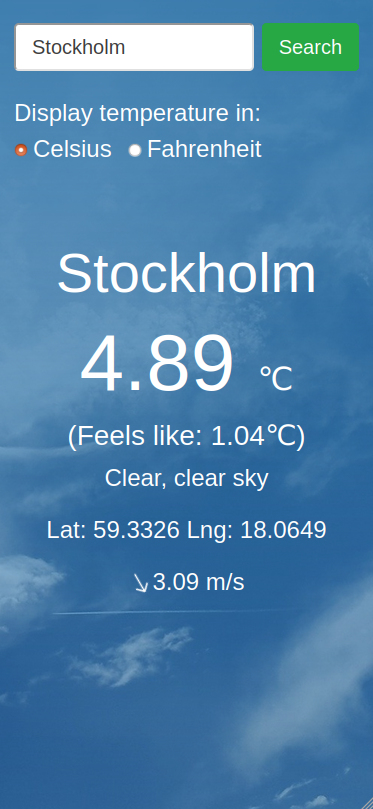 Stockholm Search
Display temperature in:
Celsius Fahrenheit
Stockholm
4.89 ℃
(Feels like: 1.04℃)
Clear, clear sky
Lat: 59.3326 Lng: 18.0649
3.09 m/s